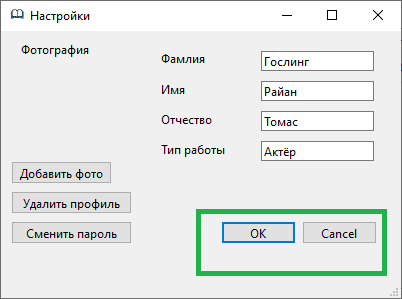 Настройки
Фотография
Фамлия Гослинг
Имя Райан
Отчество Томас
Тип работы Актёр
Добавить фото
Удалить профиль
Сменить пароль
OK Cancel